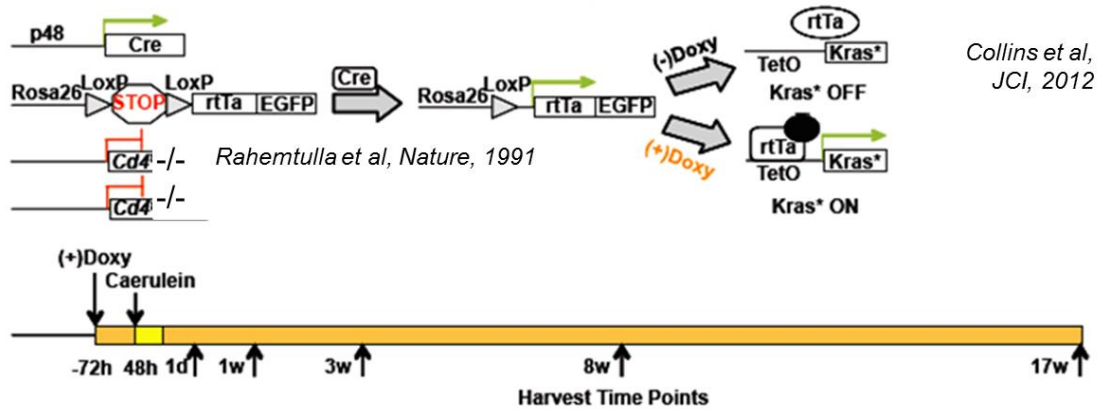 p48
Cre
Rosa26 LoxP STOP LoxP rtTa EGFP
Cre
Rosa26 LoxP rtTa EGFP
(-)Doxy
(+)Doxy
rtTa
TetO Kras*
Kras* OFF
rtTa
TetO Kras*
Kras* ON
Collins et al,
JCI, 2012
Cd4 -/-
Cd4 -/-
Rahemtulla et al, Nature, 1991
(+)Doxy
Caerulein
-72h 48h 1d 1w 3w 8w 17w
Harvest Time Points